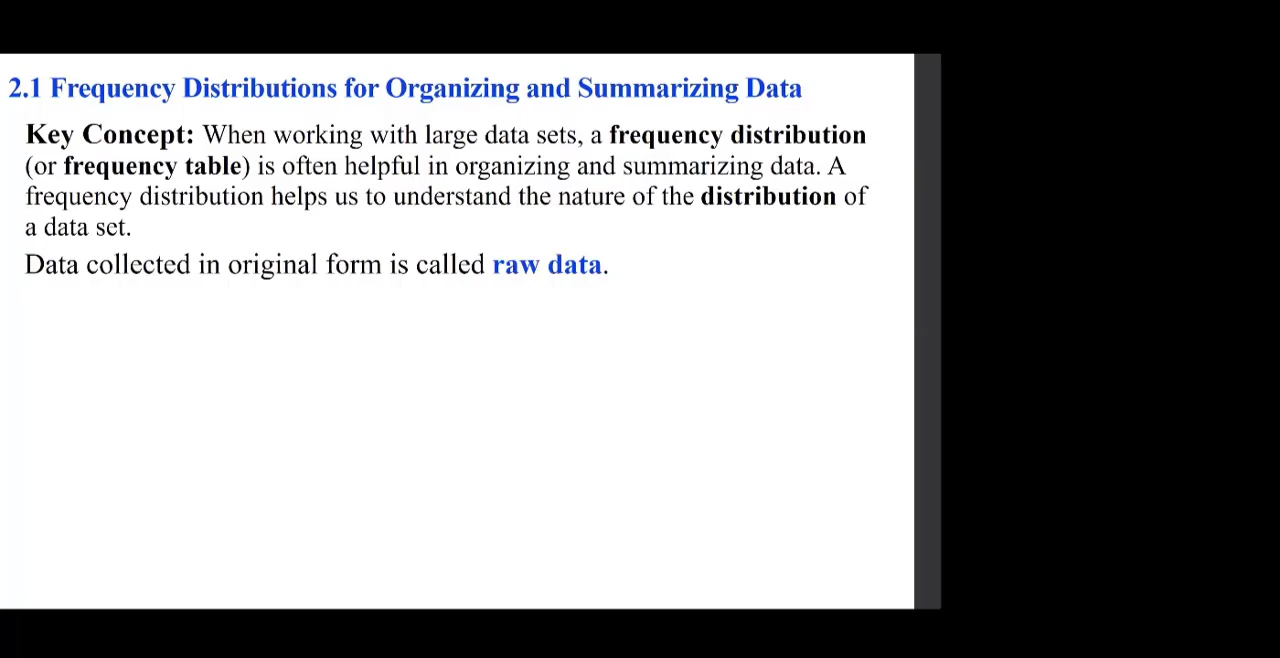 2.1 Frequency Distributions for Organizing and Summarizing Data
Key Concept: When working with large data sets, a frequency distribution
(or frequency table) is often helpful in organizing and summarizing data. A
frequency distribution helps us to understand the nature of the distribution of
a data set.
Data collected in original form is called raw data.